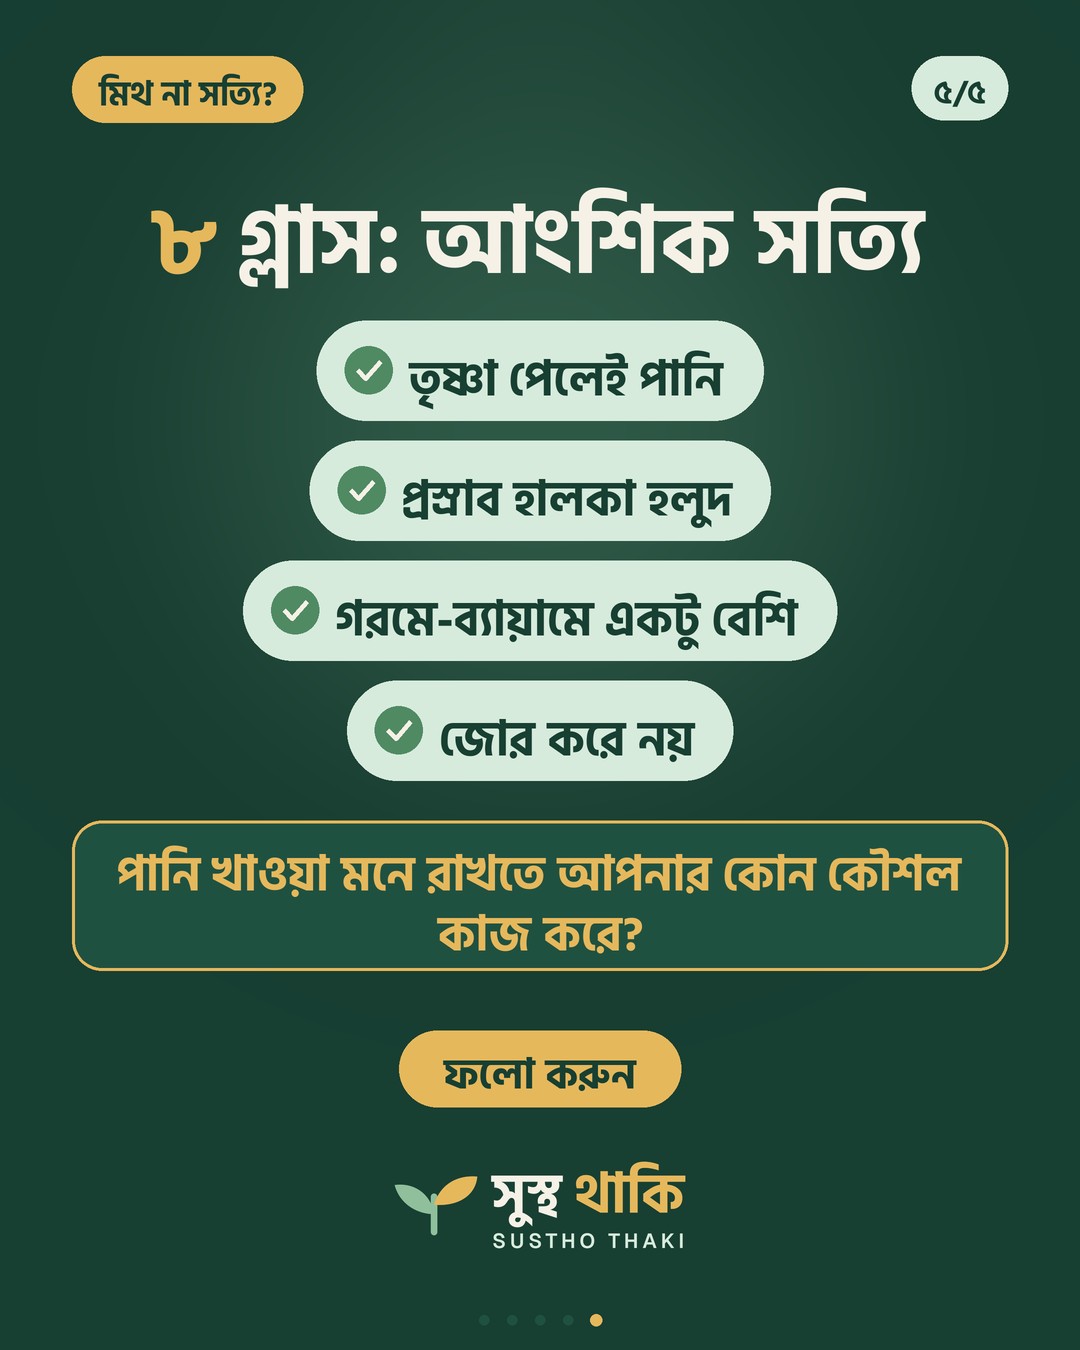 মিথ না সত্যি?
৫/৫
৮ গ্লাস: আংশিক সত্যি
তৃষ্ণা পেলেই পানি
প্রস্রাব হালকা হলুদ
গরমে-ব্যায়ামে একটু বেশি
জোর করে নয়
পানি খাওয়া মনে রাখতে আপনার কোন কৌশল
কাজ করে?
ফলো করুন
সুস্থ থাকি
SUSTHO THAKI